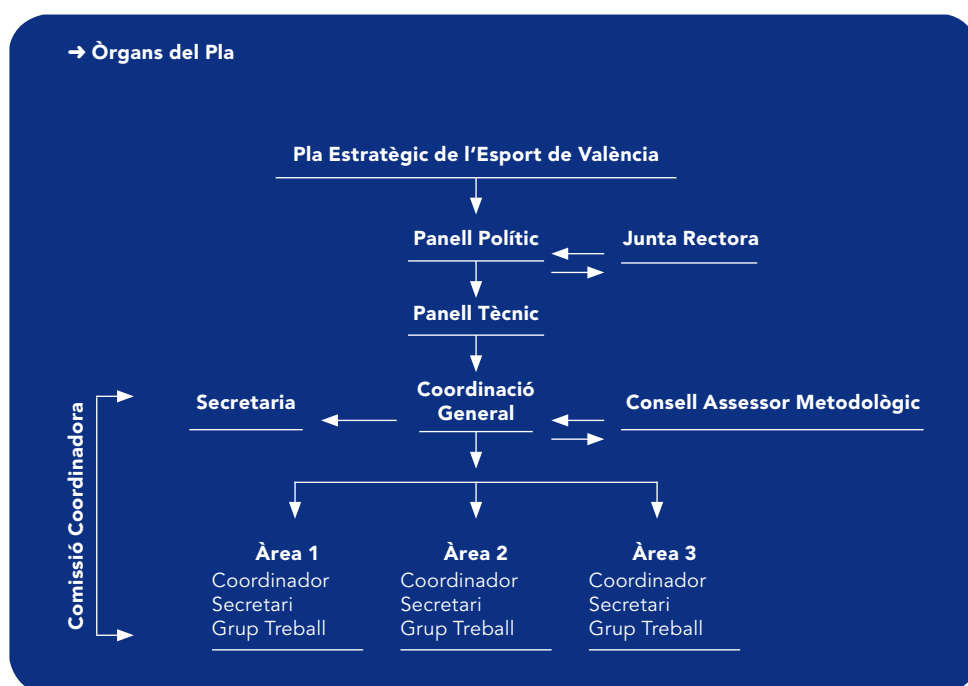 ➜ Òrgans del Pla
Pla Estratègic de l'Esport de València
Panell Polític
Junta Rectora
Panell Tècnic
Comissió Coordinadora
Secretaria
Coordinació
General
Consell Assessor Metodològic
Àrea 1
Coordinador
Secretari
Grup Treball
Àrea 2
Coordinador
Secretari
Grup Treball
Àrea 3
Coordinador
Secretari
Grup Treball